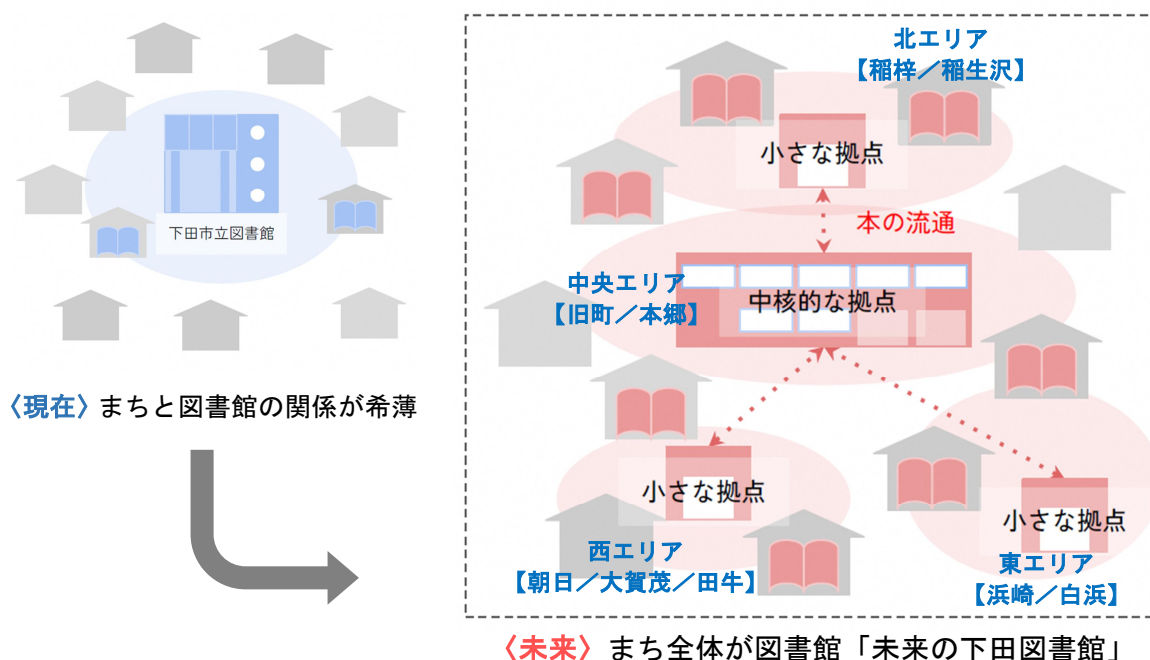 下田市立図書館
〈現在〉まちと図書館の関係が希薄
北エリア
【稲梓／稲生沢】
小さな拠点
本の流通
中央エリア
【旧町／本郷】
中核的な拠点
小さな拠点
西エリア
【朝日／大賀茂／田牛】
小さな拠点
東エリア
【浜崎／白浜】
〈未来〉まち全体が図書館「未来の下田図書館」